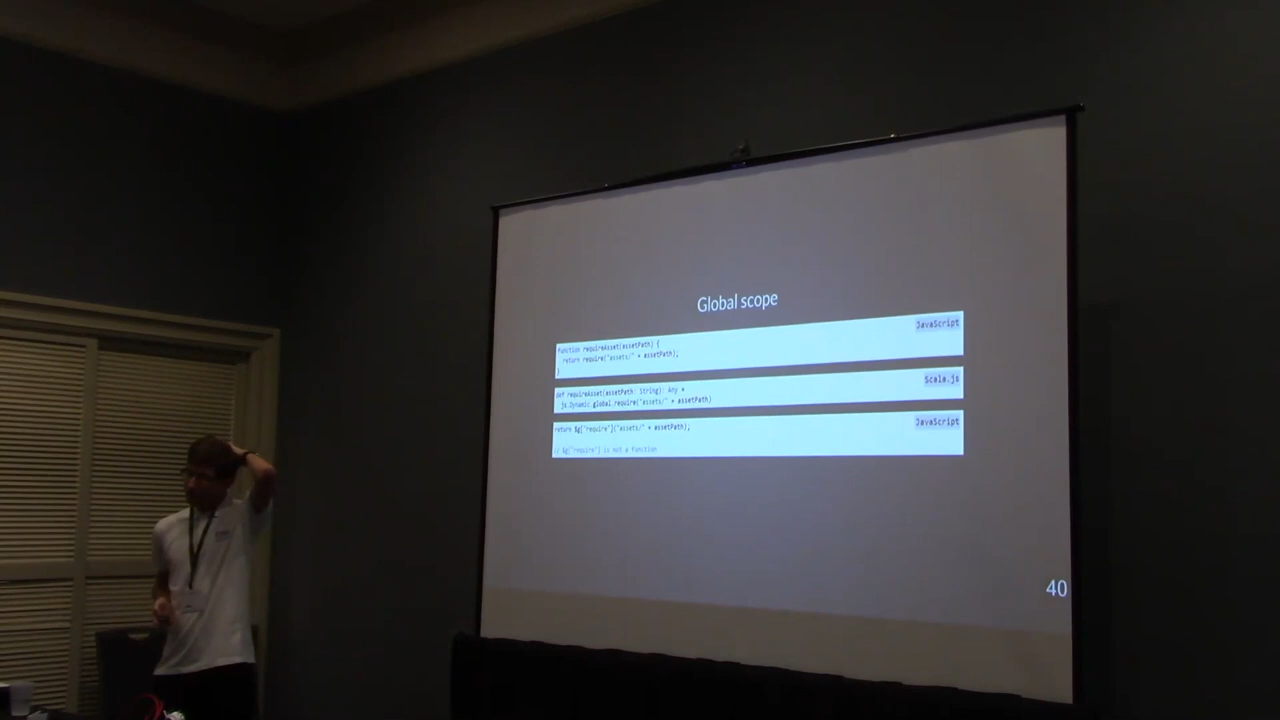 Global scope
JavaScript
function requireAsset(assetPath) {
return require("assets/" + assetPath);
}
Scala.js
def requireAsset(assetPath: String): Any =
js.Dynamic.global.require("assets/" + assetPath)
JavaScript
return $g["require"]("assets/" + assetPath);
// $g["require"] is not a function
40